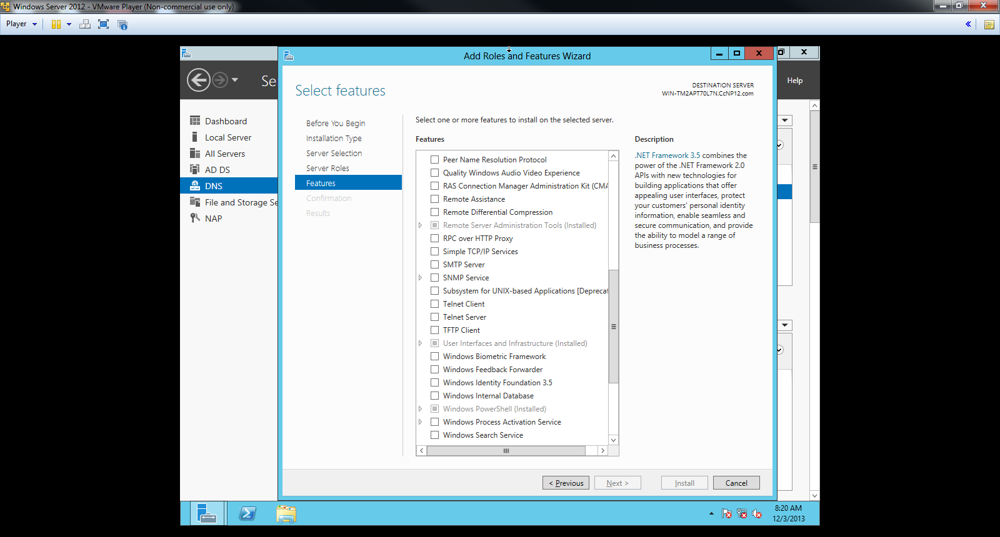 Windows Server 2012 - VMware Player (Non-commercial use only)
Player
Add Roles and Features Wizard
Se
Help
Select features
DESTINATION SERVER
WIN-TM2APT70L7N.CcNP12.com
Dashboard
Local Server
All Servers
AD DS
DNS
File and Storage Se
NAP
Before You Begin
Installation Type
Server Selection
Server Roles
Features
Confirmation
Results
Select one or more features to install on the selected server.
Features
Peer Name Resolution Protocol
Quality Windows Audio Video Experience
RAS Connection Manager Administration Kit (CMA
Remote Assistance
Remote Differential Compression
Remote Server Administration Tools (Installed)
RPC over HTTP Proxy
Simple TCP/IP Services
SMTP Server
SNMP Service
Subsystem for UNIX-based Applications [Deprecat
Telnet Client
Telnet Server
TFTP Client
User Interfaces and Infrastructure (Installed)
Windows Biometric Framework
Windows Feedback Forwarder
Windows Identity Foundation 3.5
Windows Internal Database
Windows PowerShell (Installed)
Windows Process Activation Service
Windows Search Service
Description
.NET Framework 3.5 combines the
power of the .NET Framework 2.0
APIs with new technologies for
building applications that offer
appealing user interfaces, protect
your customers' personal identity
information, enable seamless and
secure communication, and provide
the ability to model a range of
business processes.
< Previous
Next >
Install
Cancel
8:20 AM
12/3/2013